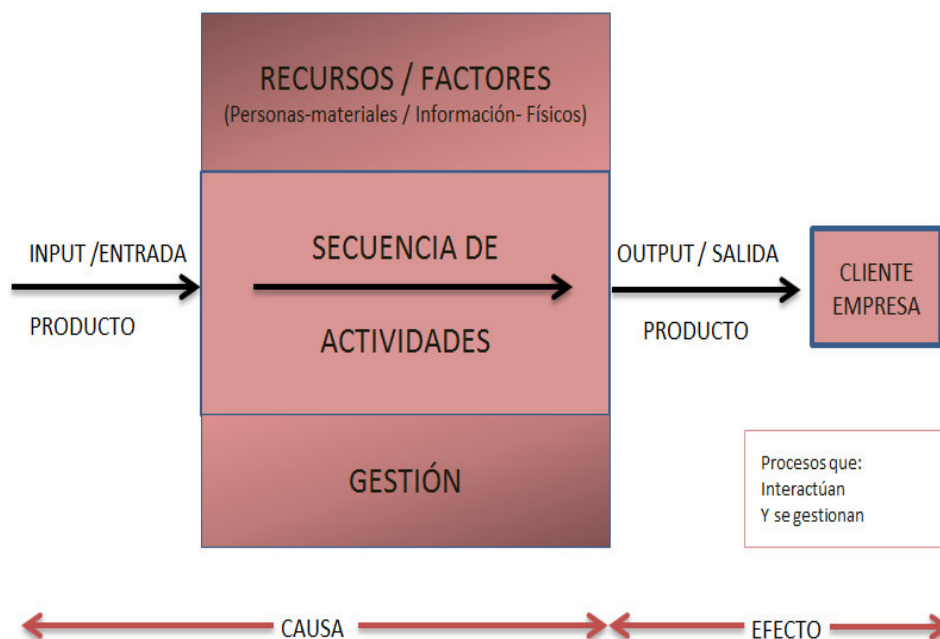 RECURSOS / FACTORES
(Personas-materiales / Información- Físicos)
INPUT /ENTRADA
PRODUCTO
SECUENCIA DE
ACTIVIDADES
OUTPUT / SALIDA
PRODUCTO
CLIENTE
EMPRESA
GESTIÓN
Procesos que:
Interactúan
Y se gestionan
CAUSA
EFECTO